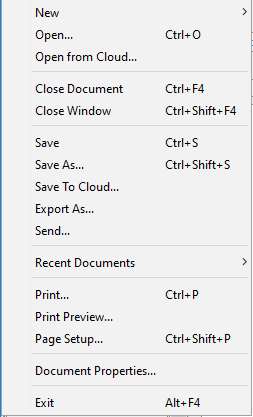 New
Open... Ctrl+O
Open from Cloud...
Close Document Ctrl+F4
Close Window Ctrl+Shift+F4
Save Ctrl+S
Save As... Ctrl+Shift+S
Save To Cloud...
Export As...
Send...
Recent Documents
Print... Ctrl+P
Print Preview...
Page Setup... Ctrl+Shift+P
Document Properties...
Exit Alt+F4